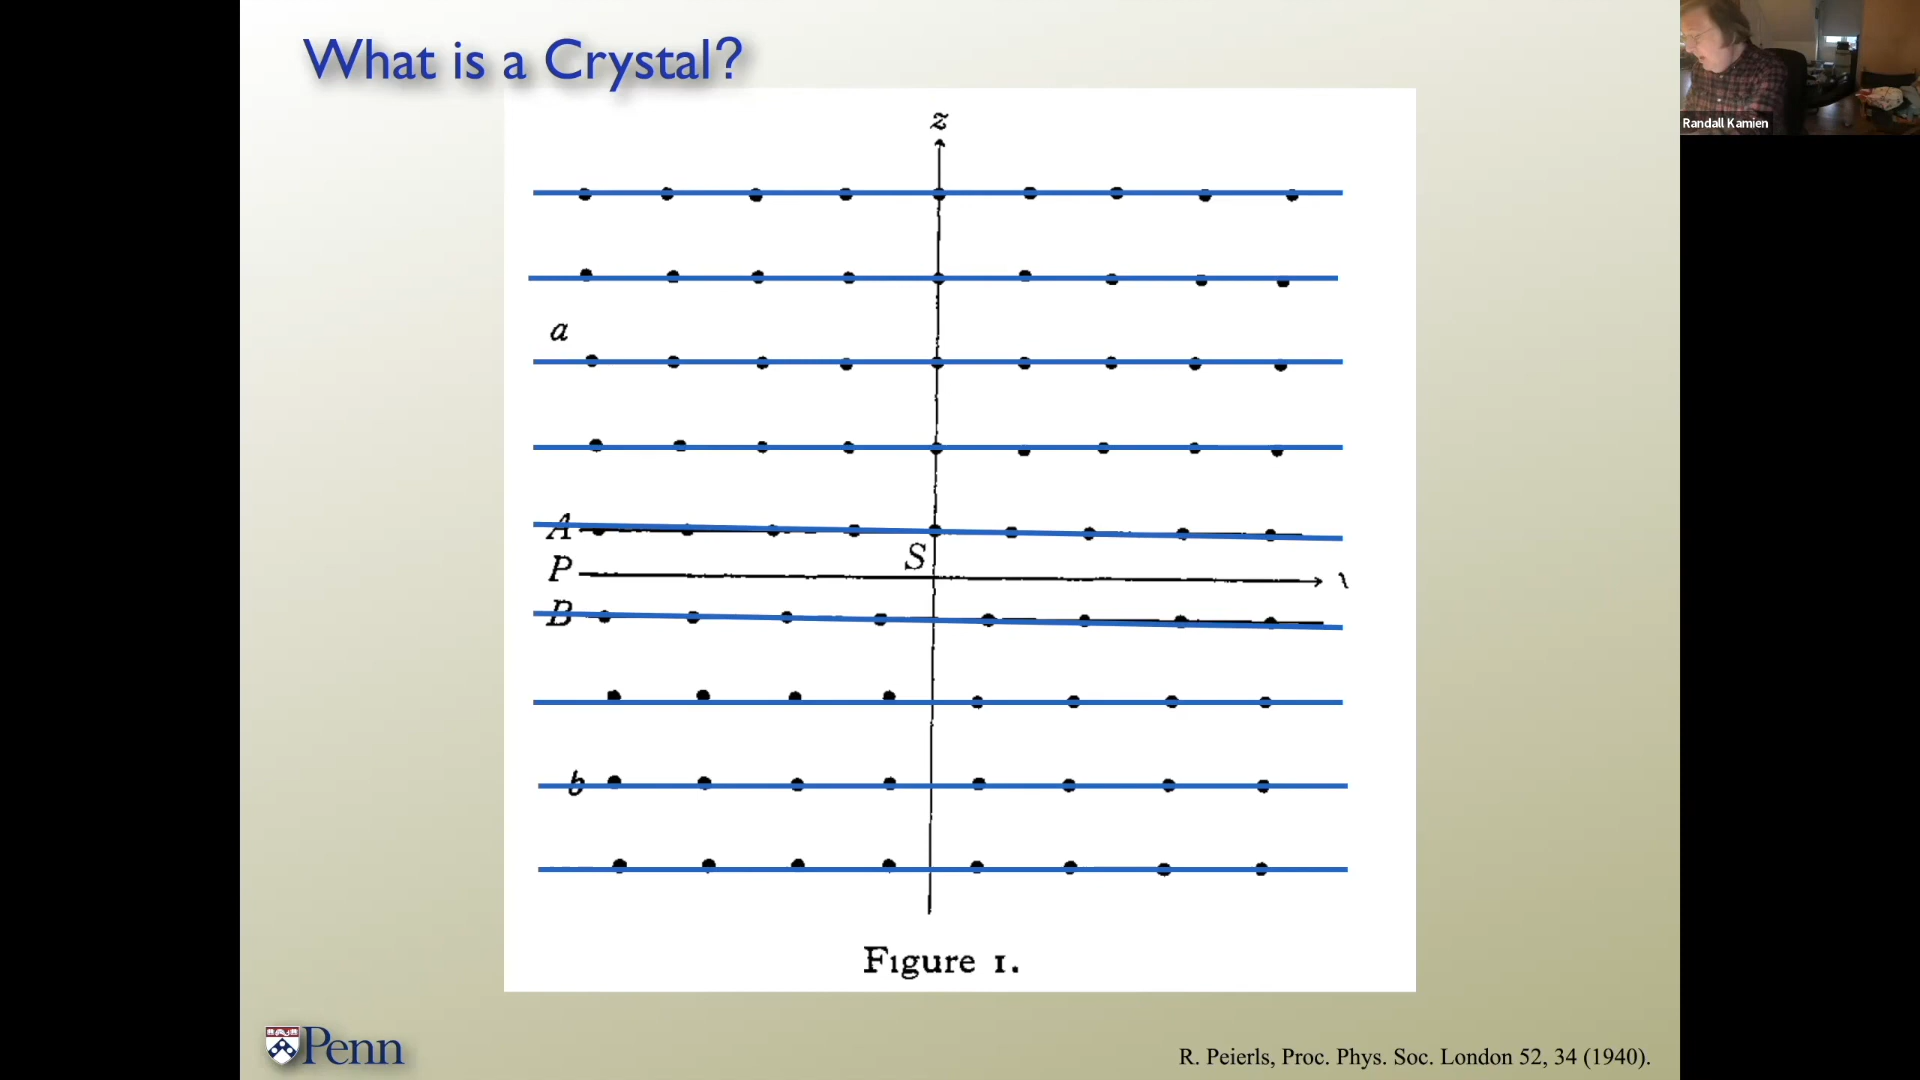 What is a Crystal?
Randall Kamien
z
a
A
S
P
B
b
Figure 1.
Penn
R. Peierls, Proc. Phys. Soc. London 52, 34 (1940).